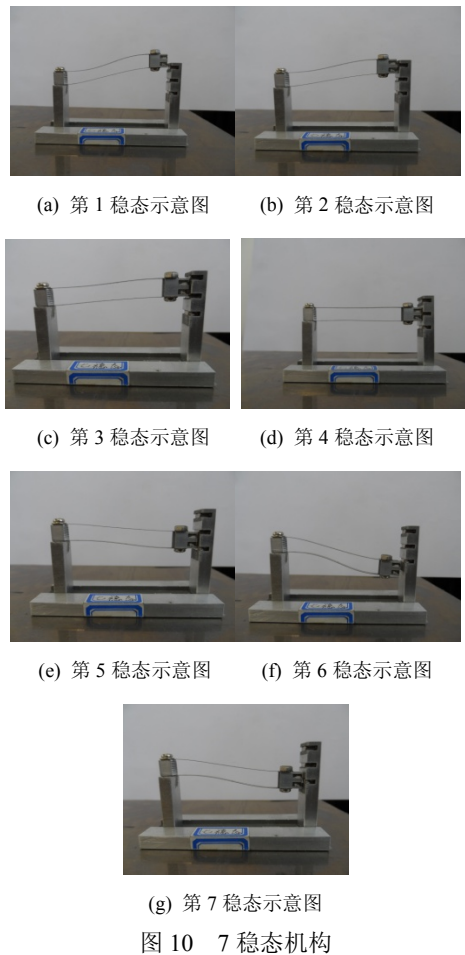 (a) 第 1 稳态示意图
(b) 第 2 稳态示意图
(c) 第 3 稳态示意图
(d) 第 4 稳态示意图
(e) 第 5 稳态示意图
(f) 第 6 稳态示意图
(g) 第 7 稳态示意图
图 10 7 稳态机构